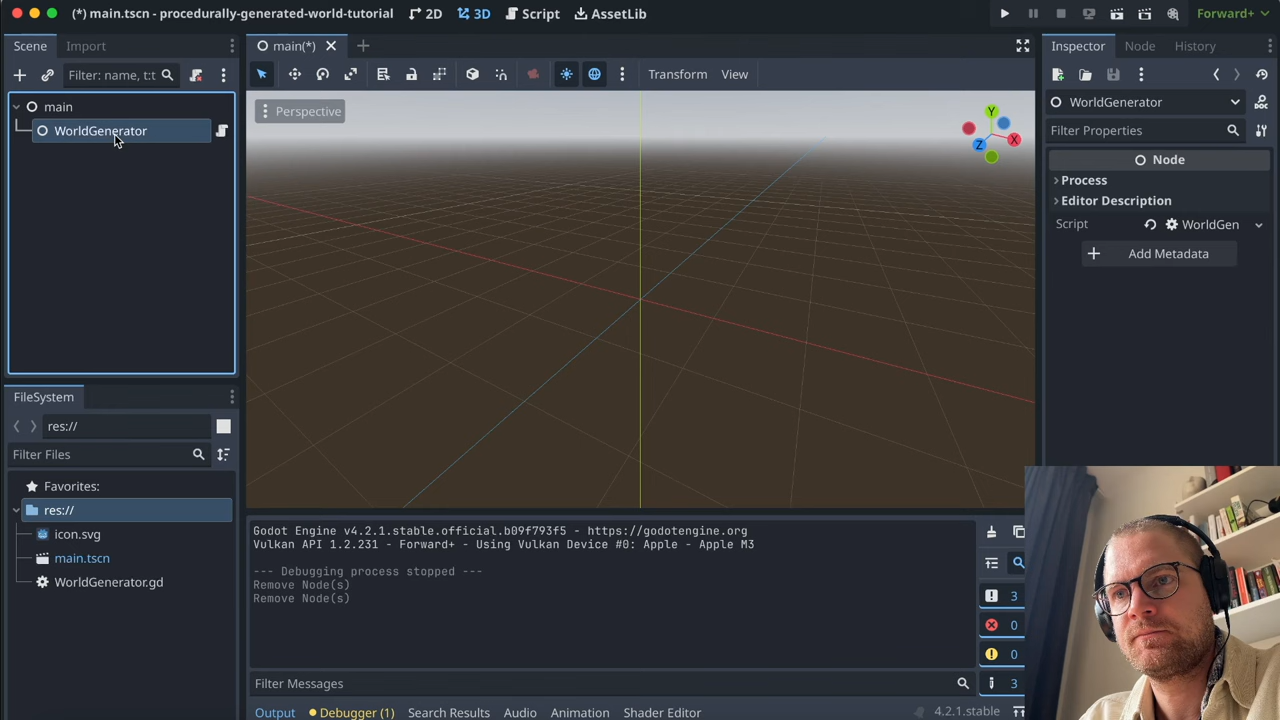 (*) main.tscn - procedurally-generated-world-tutorial
2D
3D
Script
AssetLib
Forward+
Scene
Import
Filter: name, t:t
main
WorldGenerator
main(*)
Transform
View
Perspective
Y
X
Z
Inspector
Node
History
WorldGenerator
Filter Properties
Node
Process
Editor Description
Script
WorldGen
Add Metadata
FileSystem
res://
Filter Files
Favorites:
res://
icon.svg
main.tscn
WorldGenerator.gd
Godot Engine v4.2.1.stable.official.b09f793f5 - https://godotengine.org
Vulkan API 1.2.231 - Forward+ - Using Vulkan Device #0: Apple - Apple M3
--- Debugging process stopped ---
Remove Node(s)
Remove Node(s)
3
0
0
3
Filter Messages
Output
Debugger (1)
Search Results
Audio
Animation
Shader Editor
4.2.1.stable